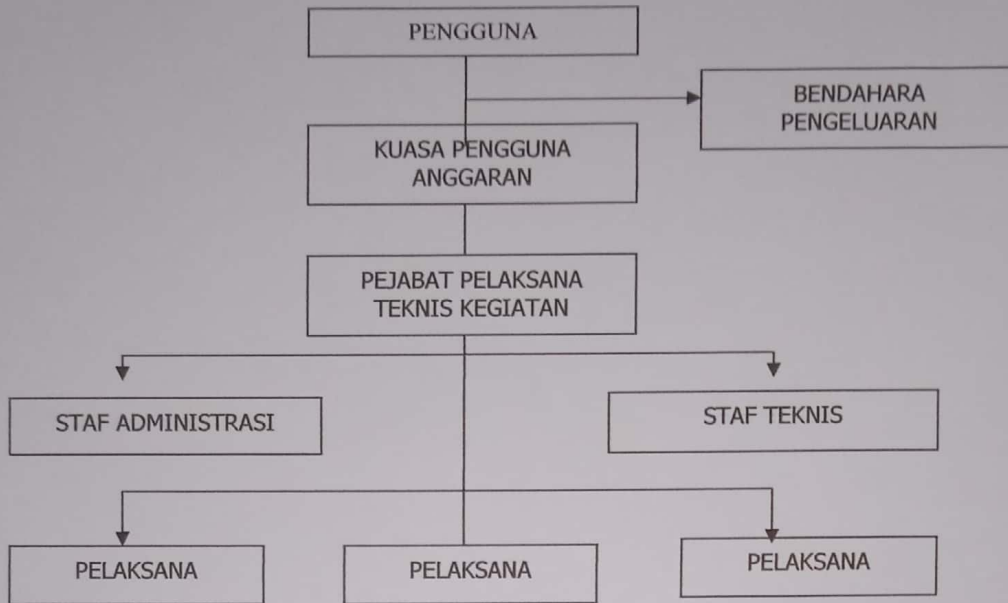 PENGGUNA
BENDAHARA
PENGELUARAN
KUASA PENGGUNA
ANGGARAN
PEJABAT PELAKSANA
TEKNIS KEGIATAN
STAF ADMINISTRASI
STAF TEKNIS
PELAKSANA
PELAKSANA
PELAKSANA